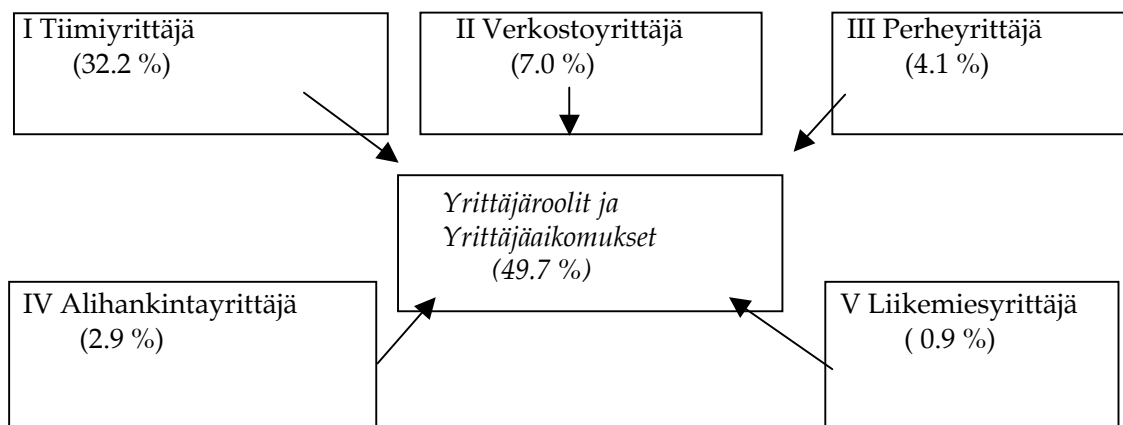 I Tiimiyrittäjä
(32.2 %)
II Verkostoyrittäjä
(7.0 %)
III Perheyrittäjä
(4.1 %)
Yrittäjäroolit ja
Yrittäjäaikomukset
(49.7 %)
IV Alihankintayrittäjä
(2.9 %)
V Liikemiesyrittäjä
( 0.9 %)